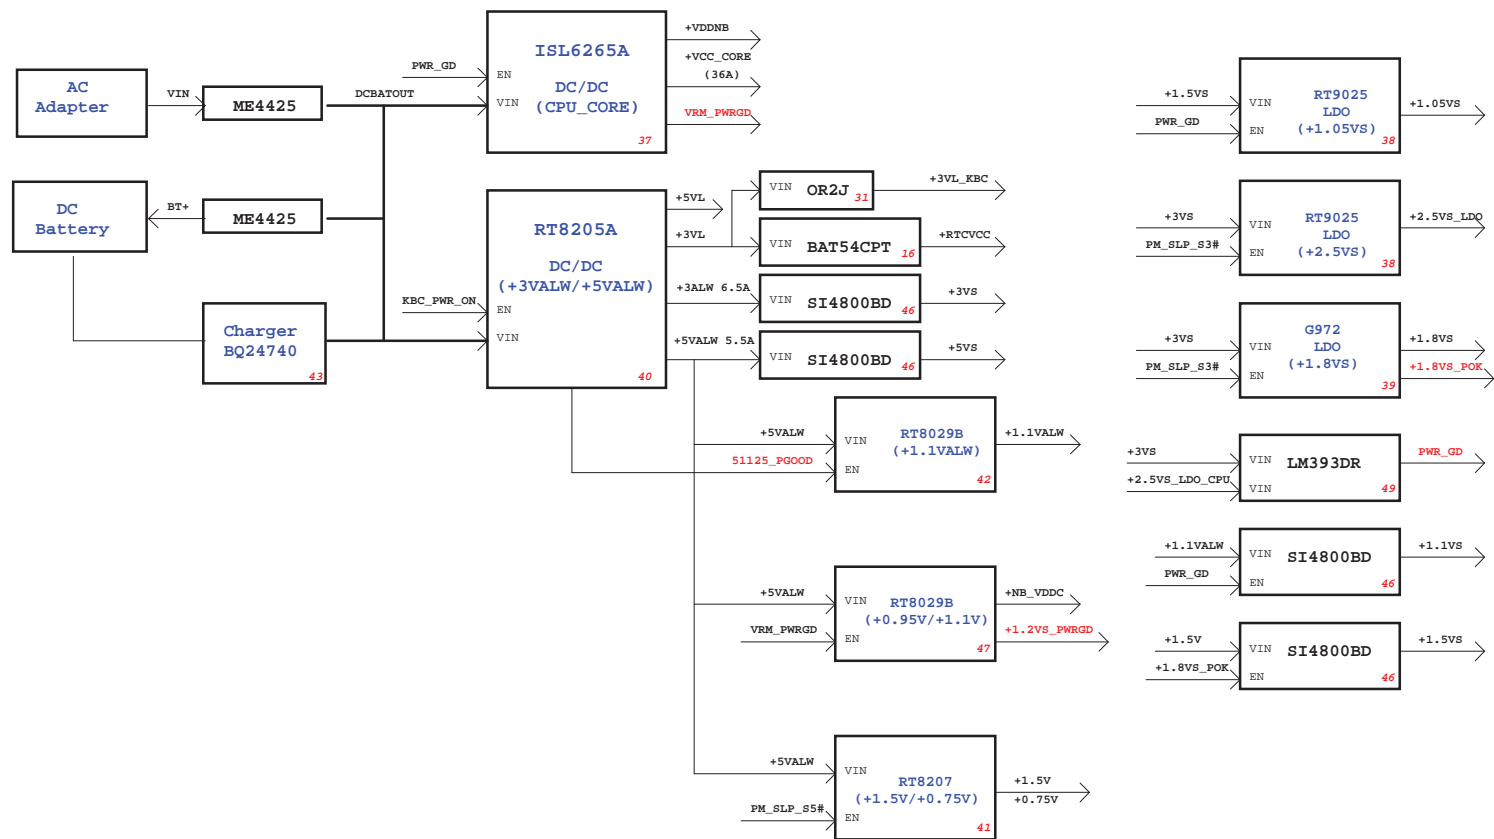 AC
Adapter
VIN
ME4425
DCBATOUT
DC
Battery
BT+
ME4425
Charger
BQ24740
43
PWR_GD
EN
VIN
ISL6265A
DC/DC
(CPU_CORE)
37
+VDDNB
+VCC_CORE
(36A)
VRM_PWRGD
KBC_PWR_ON
EN
VIN
RT8205A
DC/DC
(+3VALW/+5VALW)
40
+5VL
+3VL
+3ALW 6.5A
+5VALW 5.5A
VIN
OR2J
31
+3VL_KBC
VIN
BAT54CPT
16
+RTCVCC
VIN
SI4800BD
46
+3VS
VIN
SI4800BD
46
+5VS
+5VALW
51125_PGOOD
VIN
EN
RT8029B
(+1.1VALW)
42
+1.1VALW
+5VALW
VRM_PWRGD
VIN
EN
RT8029B
(+0.95V/+1.1V)
47
+NB_VDDC
+1.2VS_PWRGD
+5VALW
PM_SLP_S5#
VIN
EN
RT8207
(+1.5V/+0.75V)
41
+1.5V
+0.75V
+1.5VS
PWR_GD
VIN
EN
RT9025
LDO
(+1.05VS)
38
+1.05VS
+3VS
PM_SLP_S3#
VIN
EN
RT9025
LDO
(+2.5VS)
38
+2.5VS_LDO
+3VS
PM_SLP_S3#
VIN
EN
G972
LDO
(+1.8VS)
39
+1.8VS
+1.8VS_POK
+3VS
+2.5VS_LDO_CPU
VIN
VIN
LM393DR
49
PWR_GD
+1.1VALW
PWR_GD
VIN
EN
SI4800BD
46
+1.1VS
+1.5V
+1.8VS_POK
VIN
EN
SI4800BD
46
+1.5VS